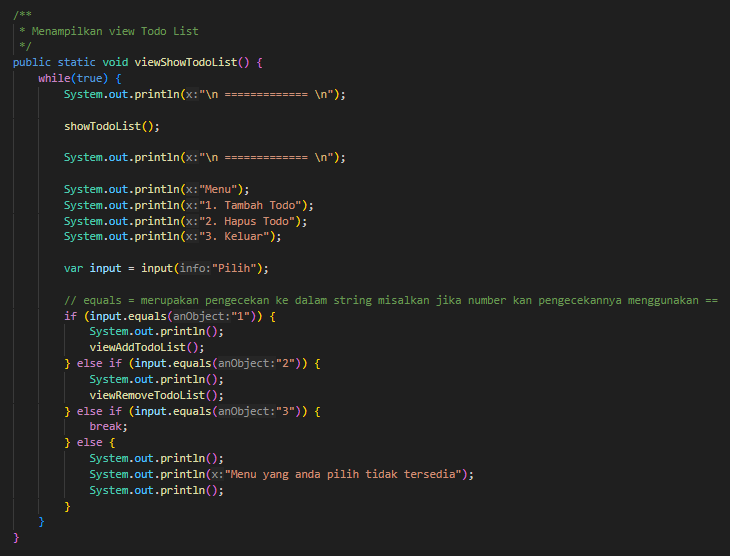 /**
 * Menampilkan view Todo List
 */
public static void viewShowTodoList() {
    while(true) {
        System.out.println(x:"\n ============= \n");

        showTodoList();

        System.out.println(x:"\n ============= \n");

        System.out.println(x:"Menu");
        System.out.println(x:"1. Tambah Todo");
        System.out.println(x:"2. Hapus Todo");
        System.out.println(x:"3. Keluar");

        var input = input(info:"Pilih");

        // equals = merupakan pengecekan ke dalam string misalkan jika number kan pengecekannya menggunakan ==
        if (input.equals(anObject:"1")) {
            System.out.println();
            viewAddTodoList();
        } else if (input.equals(anObject:"2")) {
            System.out.println();
            viewRemoveTodoList();
        } else if (input.equals(anObject:"3")) {
            break;
        } else {
            System.out.println();
            System.out.println(x:"Menu yang anda pilih tidak tersedia");
            System.out.println();
        }
    }
}